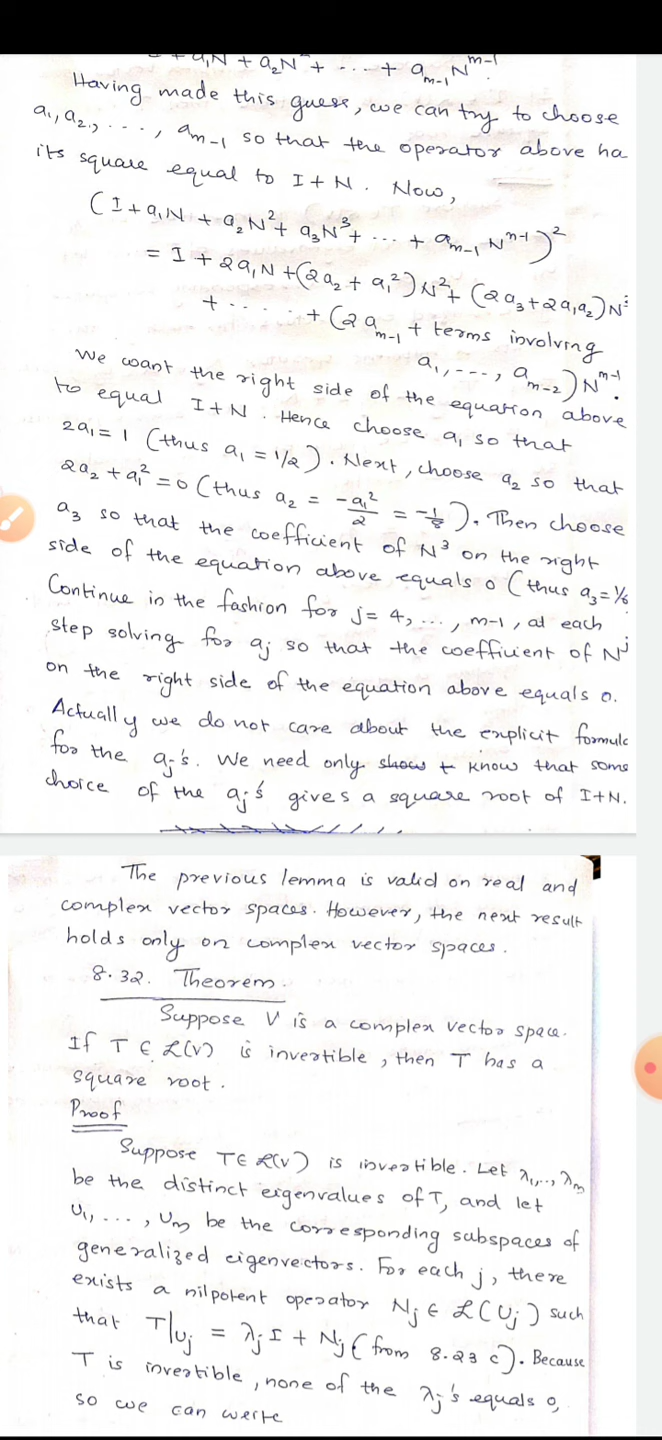 I + a₁N + a₂N² + ... + a_{m-1} N^{m-1}.
Having made this guess, we can try to choose
a₁, a₂, ..., a_{m-1} so that the operator above ha
its square equal to I+N. Now,
(I + a₁N + a₂N² + a₃N³ + ... + a_{m-1} N^{m-1})²
= I + 2a₁N + (2a₂ + a₁²)N² + (2a₃ + 2a₁a₂)N³
+ ..... + (2a_{m-1} + terms involving
a₁, ---, a_{m-2})N^{m-1}.
We want the right side of the equation above
to equal I+N. Hence choose a₁ so that
2a₁ = 1 (thus a₁ = 1/2). Next, choose a₂ so that
2a₂ + a₁² = 0 (thus a₂ = -a₁²/2 = -1/8). Then choose
a₃ so that the coefficient of N³ on the right
side of the equation above equals 0 (thus a₃ = 1/6
Continue in the fashion for j = 4, ..., m-1, at each
step solving for aⱼ so that the coefficient of Nʲ
on the right side of the equation above equals 0.
Actually we do not care about the explicit formula
for the aⱼ's. We need only show t know that some
choice of the aⱼ's gives a square root of I+N.
The previous lemma is valid on real and
complex vector spaces. However, the next result
holds only on complex vector spaces.
8.32. Theorem.
Suppose V is a complex vector space.
If T ∈ ℒ(V) is invertible, then T has a
square root.
Proof
Suppose T ∈ ℒ(V) is invertible. Let λ₁, ..., λₘ
be the distinct eigenvalues of T, and let
U₁, ..., Uₘ be the corresponding subspaces of
generalized eigenvectors. For each j, there
exists a nilpotent operator Nⱼ ∈ ℒ(Uⱼ) such
that T|Uⱼ = λⱼI + Nⱼ (from 8.23 c). Because
T is invertible, none of the λⱼ's equals 0,
so we can write